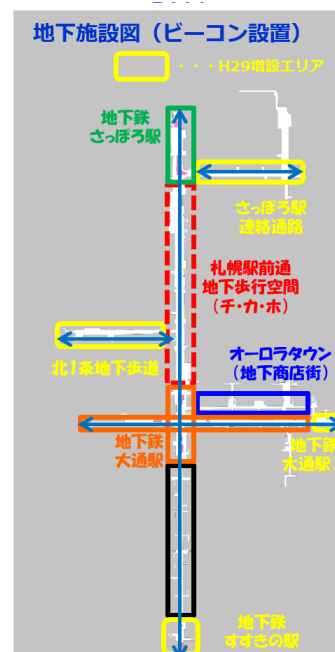 地下施設図（ビーコン設置）
・・・H29増設エリア
地下鉄
さっぽろ駅
さっぽろ駅
連絡通路
札幌駅前通
地下歩行空間
（チ・カ・ホ）
北1条地下歩道
オーロラタウン
（地下商店街）
地下鉄
大通駅
地下鉄
大通駅
地下鉄
すすきの駅